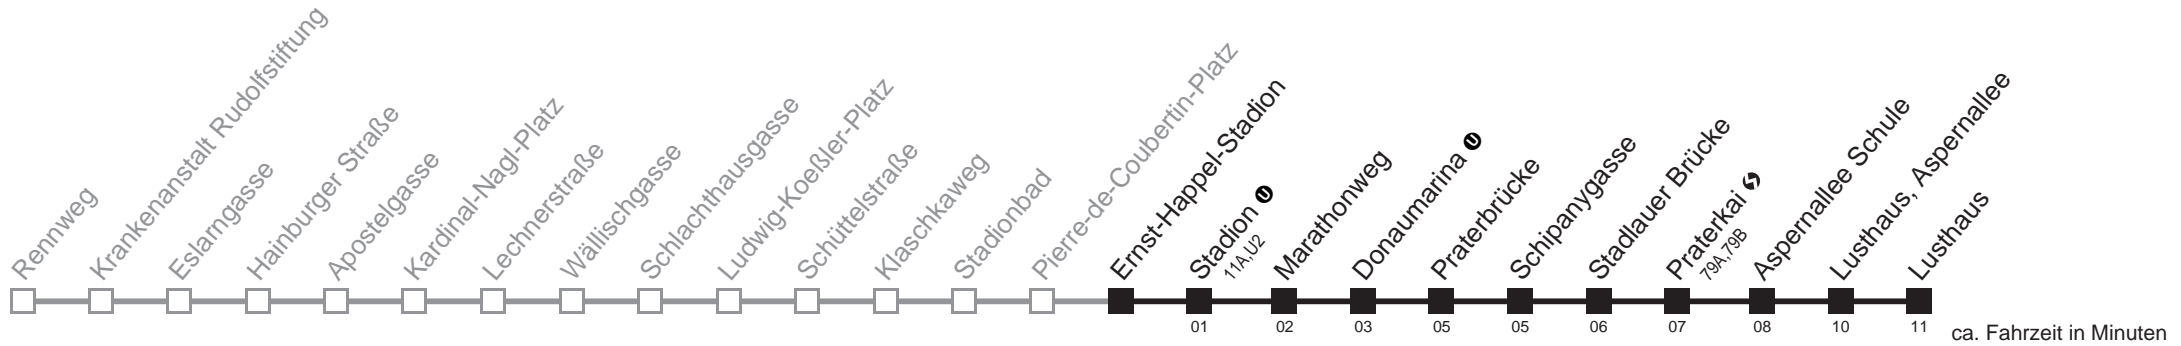 Rennweg
Krankenanstalt Rudolfstiftung
Eslarngasse
Hainburger Straße
Apostelgasse
Kardinal-Nagl-Platz
Lechnerstraße
Wällischgasse
Schlachthausgasse
Ludwig-Koeßler-Platz
Schüttelstraße
Klaschkaweg
Stadionbad
Pierre-de-Coubertin-Platz
Ernst-Happel-Stadion
Stadion U
11A,U2
Marathonweg
Donaumarina U
Praterbrücke
Schipanygasse
Stadlauer Brücke
Praterkai S
79A,79B
Aspernallee Schule
Lusthaus, Aspernallee
Lusthaus
01 02 03 05 05 06 07 08 10 11
ca. Fahrzeit in Minuten